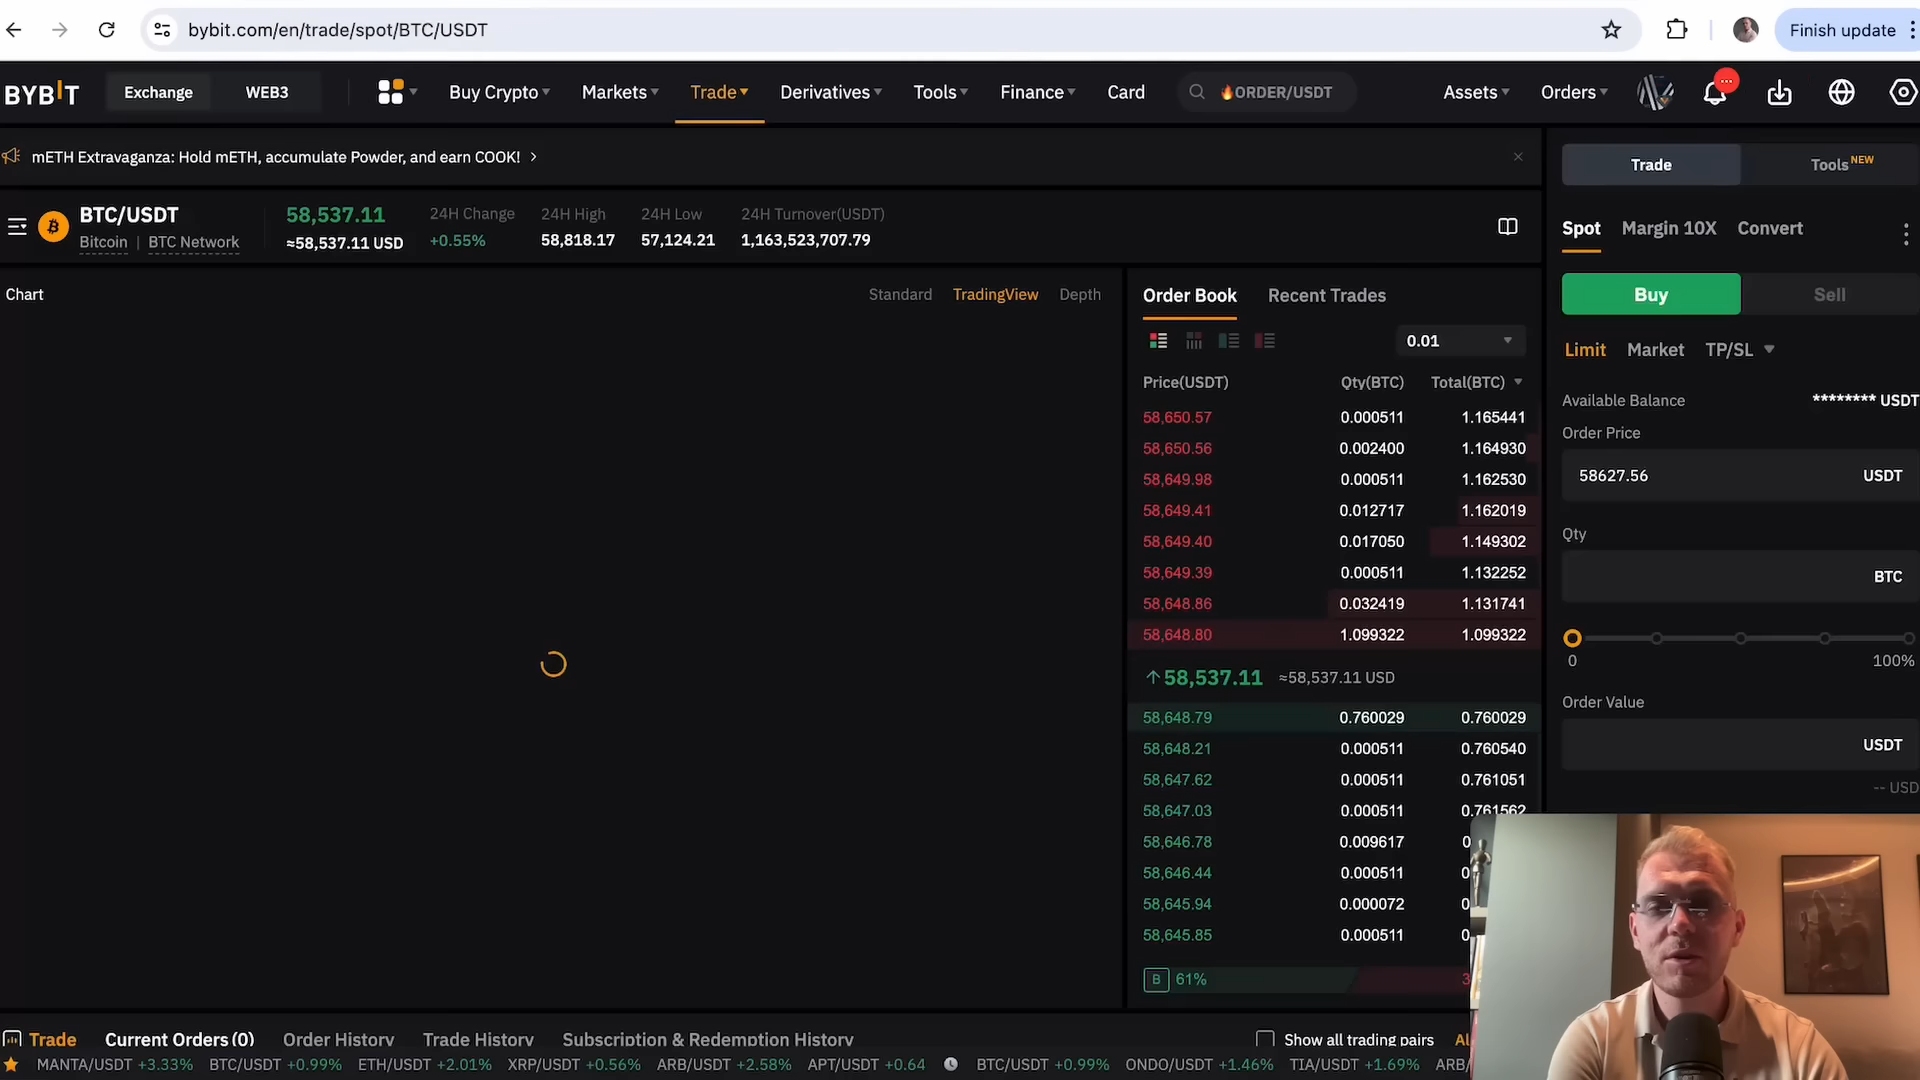 bybit.com/en/trade/spot/BTC/USDT
Finish update
BYBIT
Exchange
WEB3
Buy Crypto
Markets
Trade
Derivatives
Tools
Finance
Card
🔥ORDER/USDT
Assets
Orders
mETH Extravaganza: Hold mETH, accumulate Powder, and earn COOK!
BTC/USDT
Bitcoin | BTC Network
58,537.11
≈58,537.11 USD
24H Change
+0.55%
24H High
58,818.17
24H Low
57,124.21
24H Turnover(USDT)
1,163,523,707.79
Chart
Standard
TradingView
Depth
Order Book
Recent Trades
0.01
Price(USDT) Qty(BTC) Total(BTC)
58,650.57 0.000511 1.165441
58,650.56 0.002400 1.164930
58,649.98 0.000511 1.162530
58,649.41 0.012717 1.162019
58,649.40 0.017050 1.149302
58,649.39 0.000511 1.132252
58,648.86 0.032419 1.131741
58,648.80 1.099322 1.099322
↑58,537.11 ≈58,537.11 USD
58,648.79 0.760029 0.760029
58,648.21 0.000511 0.760540
58,647.62 0.000511 0.761051
58,647.03 0.000511 0.761562
58,646.78 0.009617 0
58,646.44 0.000511 0
58,645.94 0.000072 0
58,645.85 0.000511 0
B 61% 3
Trade
Tools NEW
Spot
Margin 10X
Convert
Buy
Sell
Limit
Market
TP/SL
Available Balance ******** USDT
Order Price
58627.56 USDT
Qty
BTC
0 100%
Order Value
USDT
-- USD
Trade
Current Orders (0)
Order History
Trade History
Subscription & Redemption History
Show all trading pairs
Al
MANTA/USDT +3.33% BTC/USDT +0.99% ETH/USDT +2.01% XRP/USDT +0.56% ARB/USDT +2.58% APT/USDT +0.64 BTC/USDT +0.99% ONDO/USDT +1.46% TIA/USDT +1.69% ARB/